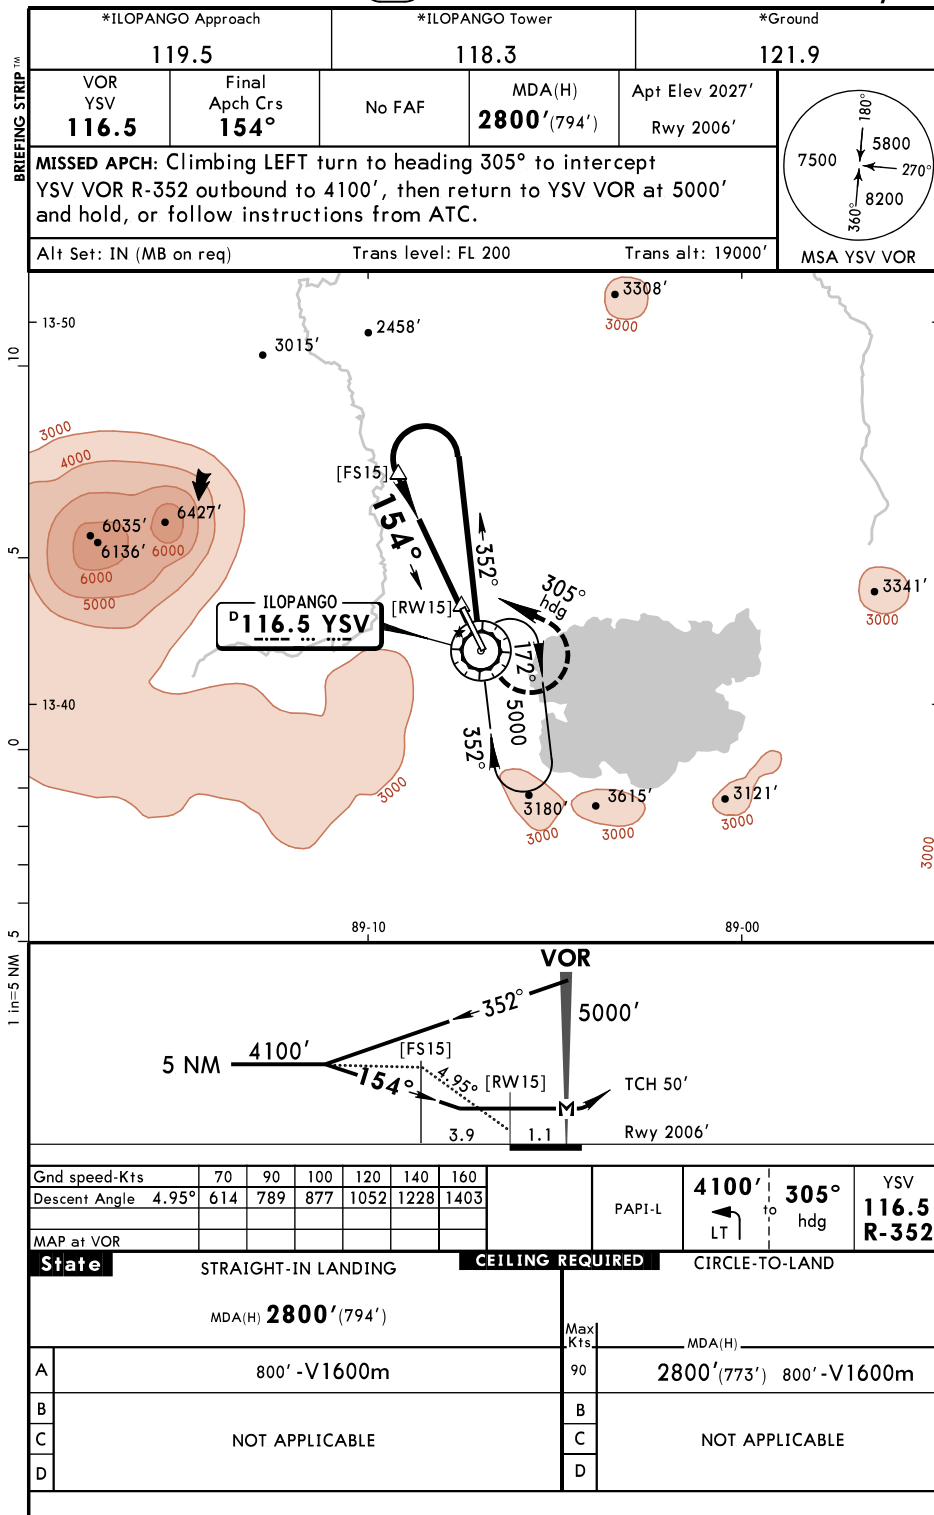 *ILOPANGO Approach
119.5
*ILOPANGO Tower
118.3
*Ground
121.9
BRIEFING STRIP™
VOR
YSV
116.5
Final
Apch Crs
154°
No FAF
MDA(H)
2800'(794')
Apt Elev 2027'
Rwy 2006'
MISSED APCH: Climbing LEFT turn to heading 305° to intercept
YSV VOR R-352 outbound to 4100', then return to YSV VOR at 5000'
and hold, or follow instructions from ATC.
Alt Set: IN (MB on req)
Trans level: FL 200
Trans alt: 19000'
180°
5800
7500
270°
8200
360°
MSA YSV VOR
13-50
3308'
3000
2458'
3015'
10
3000
4000
[FS15]
6427'
6035'
6136'
6000
6000
5000
154°
5
352°
305°
hdg
3341'
3000
[RW15]
ILOPANGO
D 116.5 YSV
172°
13-40
5000
352°
0
3000
3180'
3000
3615'
3000
3121'
3000
3000
5
89-10
89-00
1 in=5 NM
VOR
352°
5000'
5 NM
4100'
[FS15]
154°
4.95°
[RW15]
TCH 50'
M
3.9
1.1
Rwy 2006'
Gnd speed-Kts 70 90 100 120 140 160
Descent Angle 4.95° 614 789 877 1052 1228 1403
MAP at VOR
PAPI-L
4100'
LT
to
305°
hdg
YSV
116.5
R-352
State
STRAIGHT-IN LANDING
CEILING REQUIRED
CIRCLE-TO-LAND
MDA(H) 2800'(794')
Max
Kts
MDA(H)
A
800'-V1600m
90
2800'(773') 800'-V1600m
B
B
C
NOT APPLICABLE
C
NOT APPLICABLE
D
D